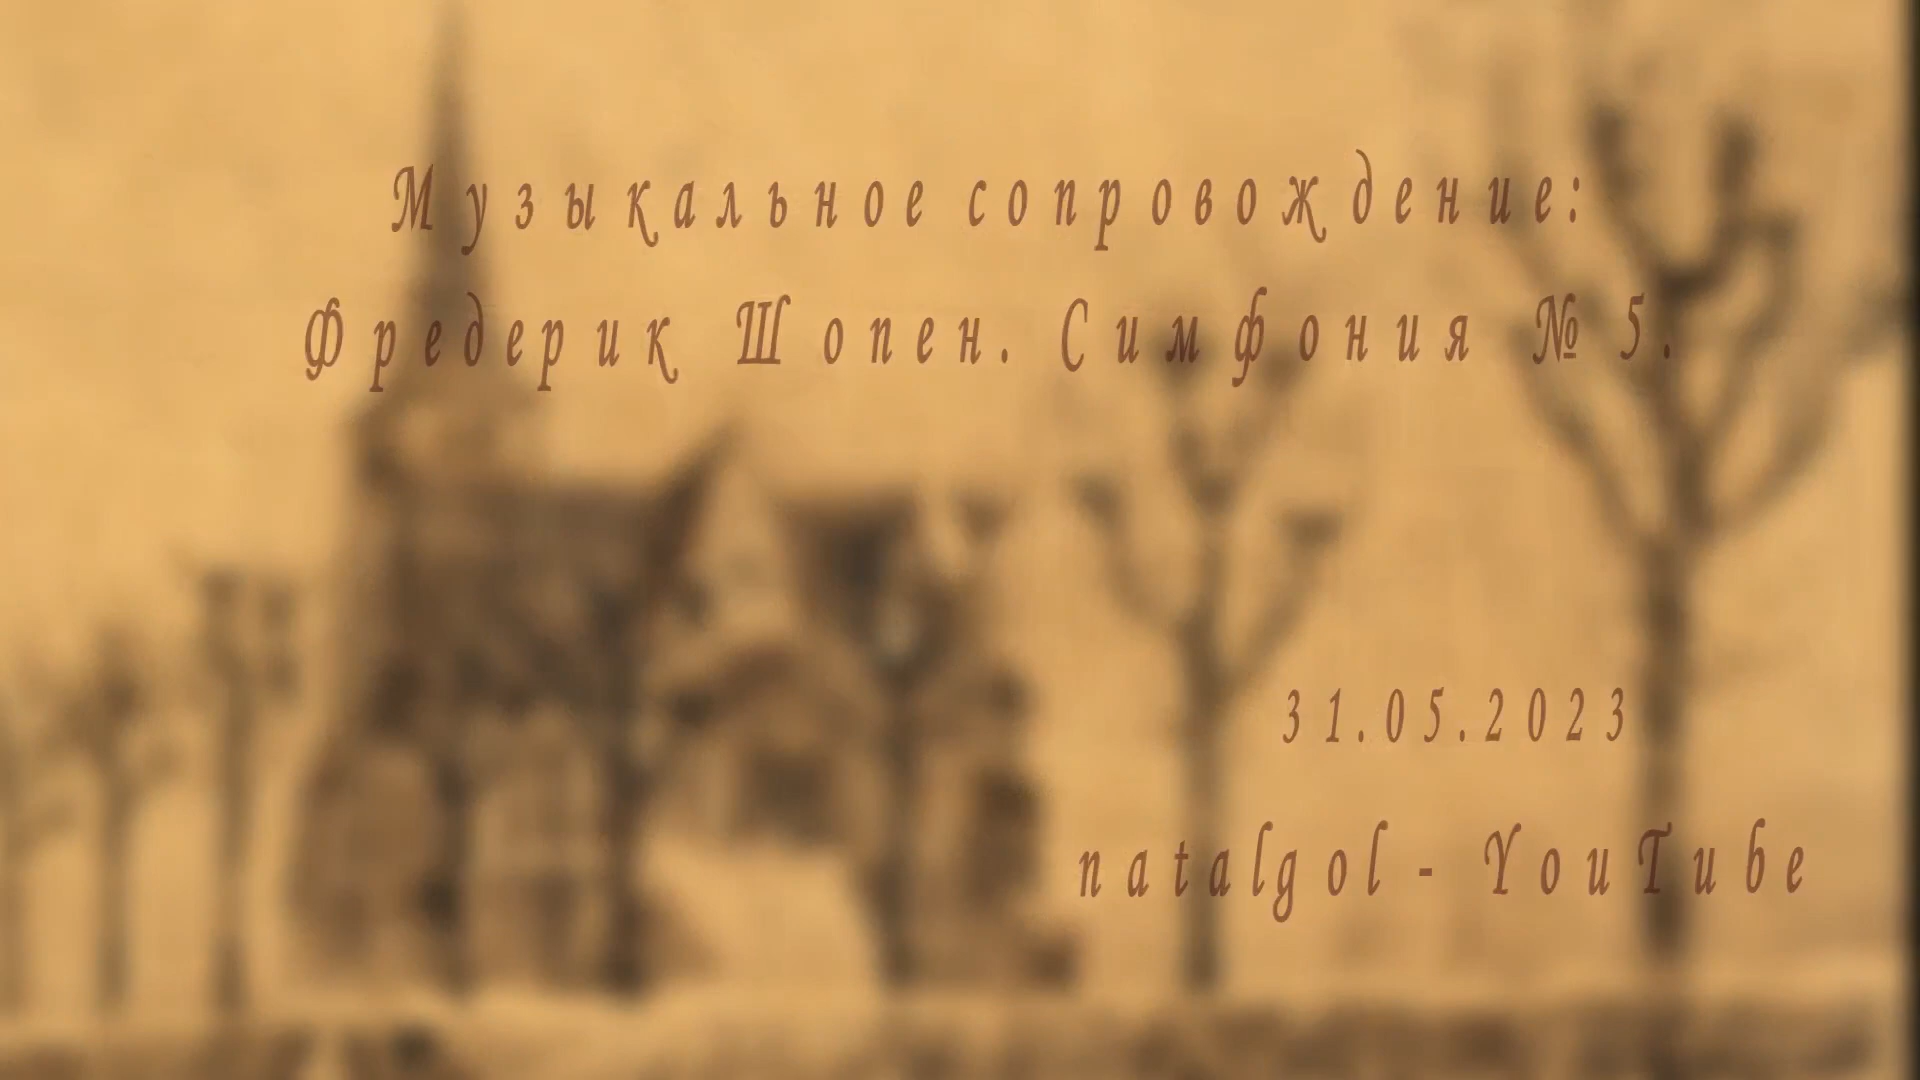 Музыкальное сопровождение:
Фредерик Шопен. Симфония № 5.
31.05.2023
natalgol - YouTube